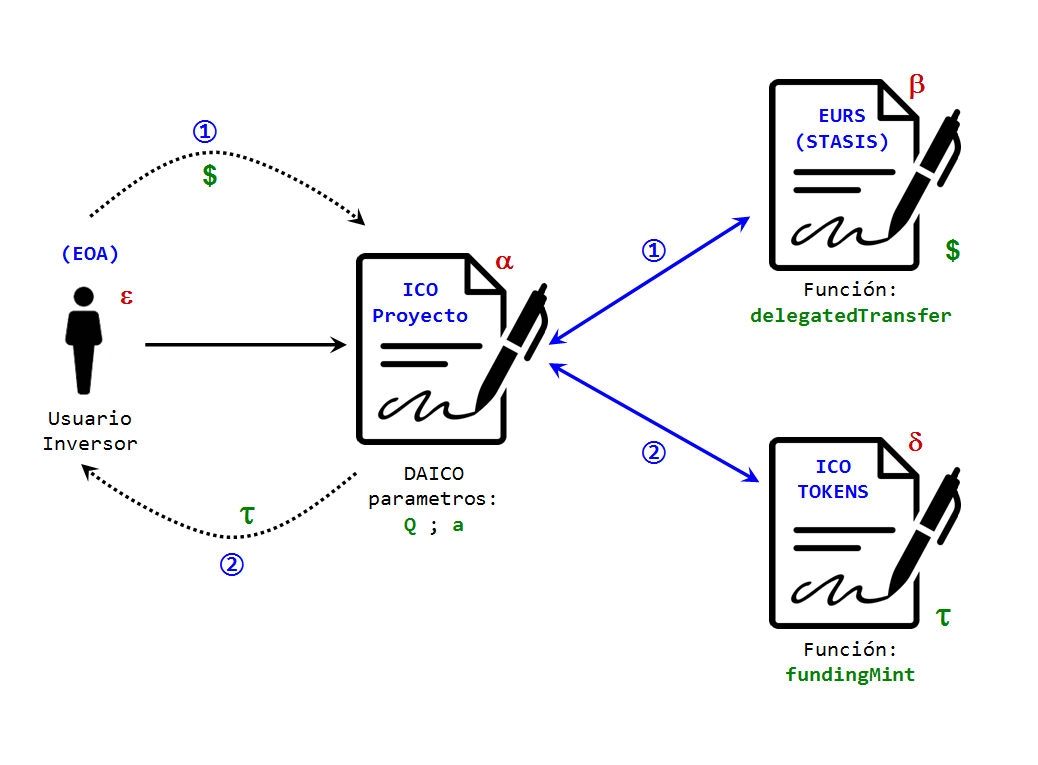 ①
$
(EOA)
ε
Usuario
Inversor
τ
②
α
ICO
Proyecto
DAICO
parametros:
Q ; a
①
②
β
EURS
(STASIS)
$
Función:
delegatedTransfer
δ
ICO
TOKENS
τ
Función:
fundingMint